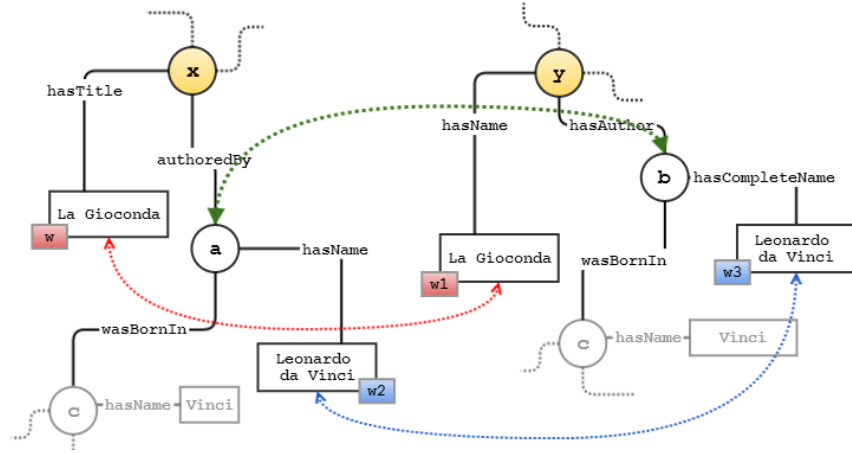 x
y
hasTitle
hasName
hasAuthor
authoredBy
b
hasCompleteName
La Gioconda
w
a
hasName
La Gioconda
w1
Leonardo
da Vinci
w3
wasBornIn
wasBornIn
Leonardo
da Vinci
w2
c
hasName
Vinci
c
hasName
Vinci